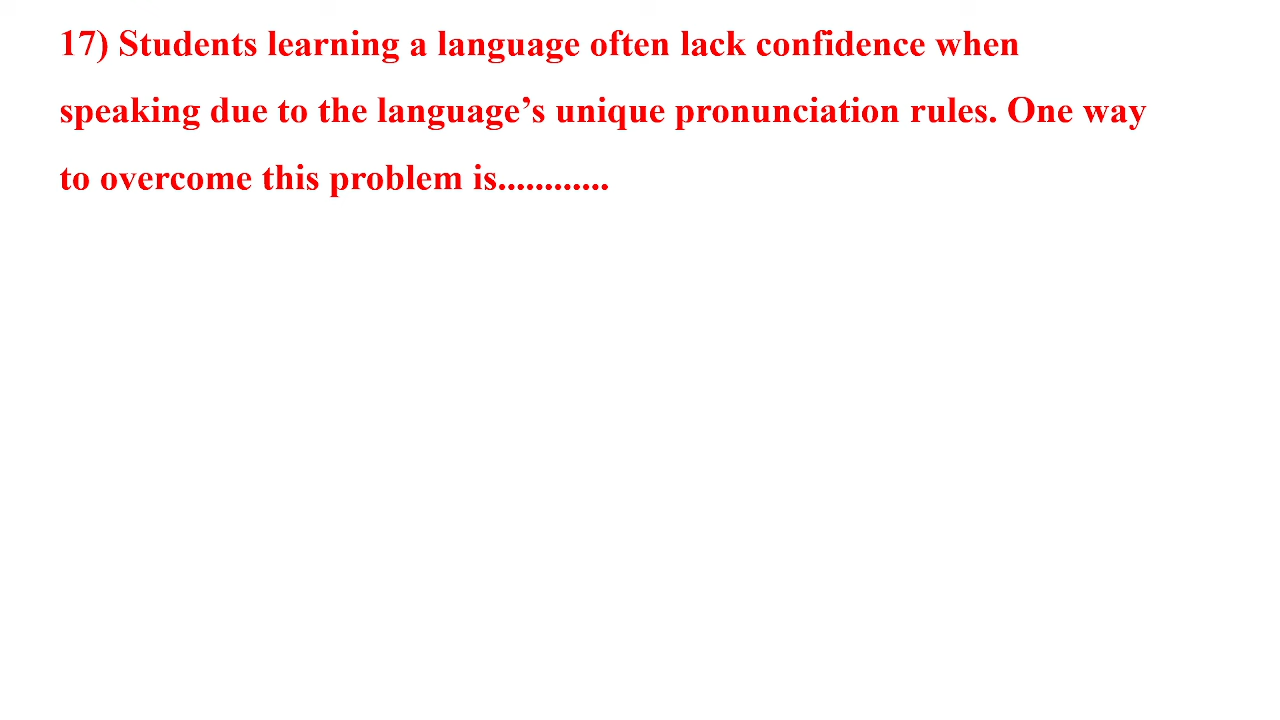 17) Students learning a language often lack confidence when
speaking due to the language’s unique pronunciation rules. One way
to overcome this problem is............